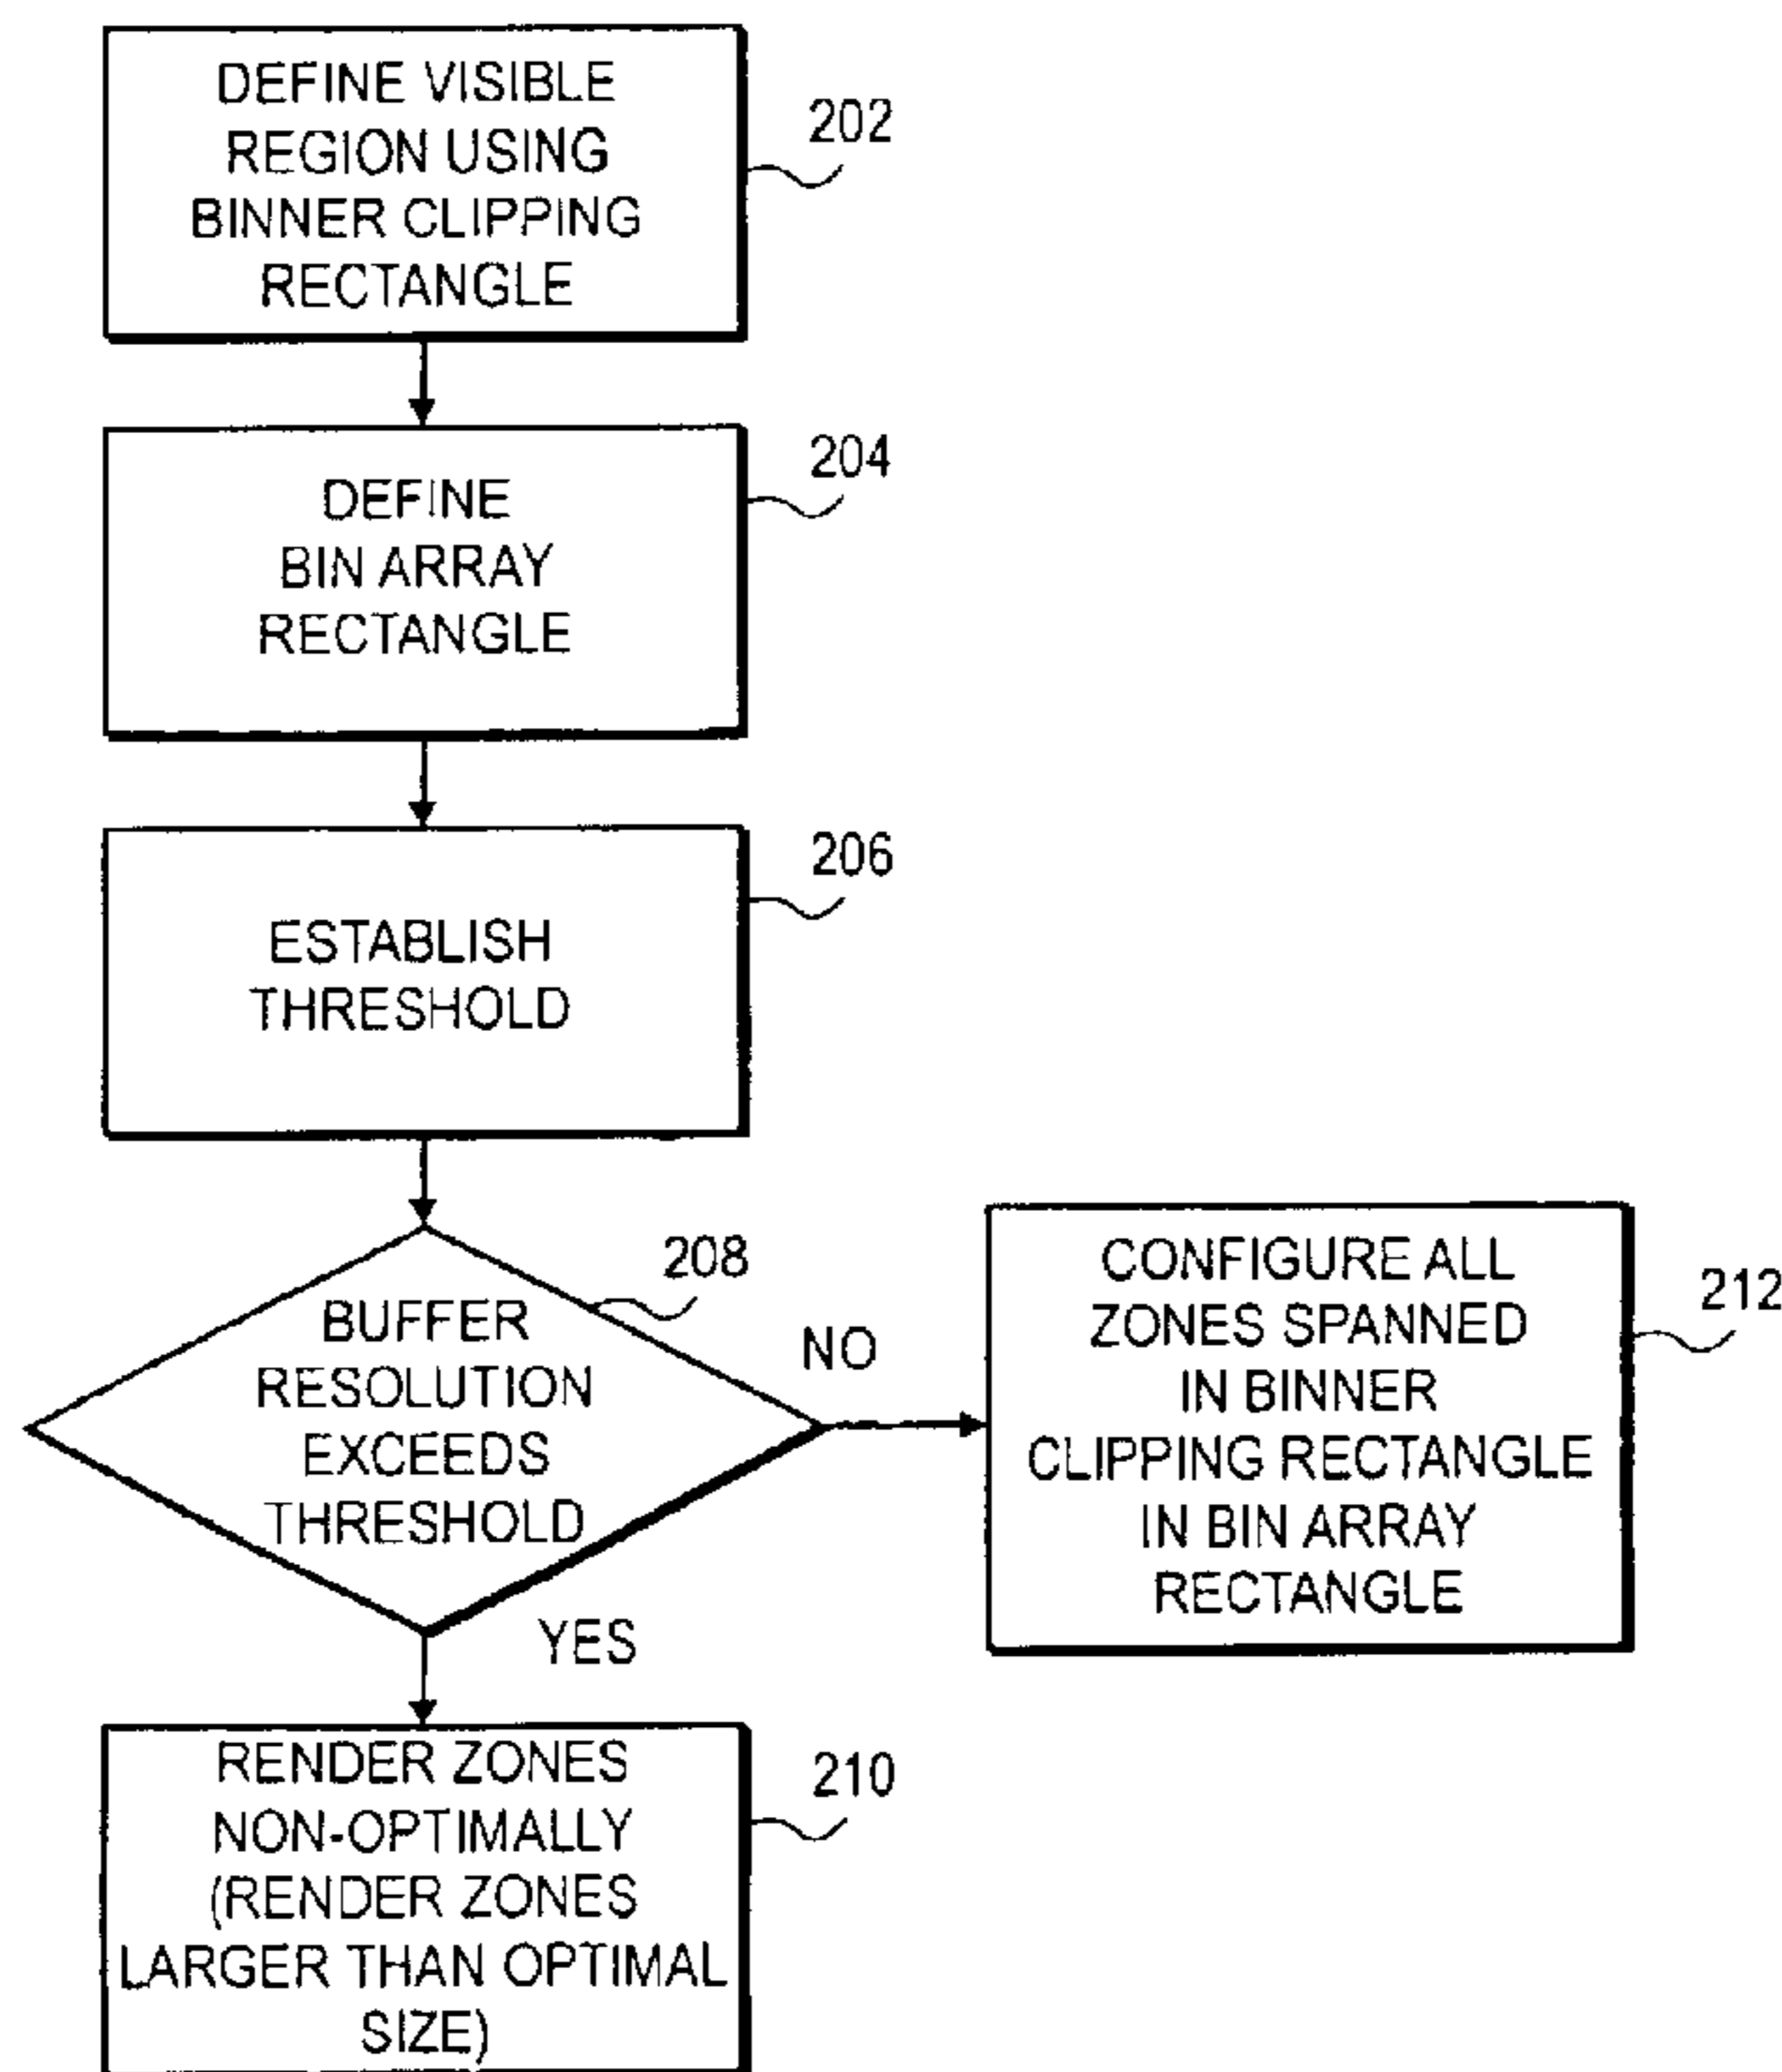 DEFINE VISIBLE
REGION USING
BINNER CLIPPING
RECTANGLE
202
DEFINE
BIN ARRAY
RECTANGLE
204
ESTABLISH
THRESHOLD
206
BUFFER
RESOLUTION
EXCEEDS
THRESHOLD
208
NO
CONFIGURE ALL
ZONES SPANNED
IN BINNER
CLIPPING RECTANGLE
IN BIN ARRAY
RECTANGLE
212
YES
RENDER ZONES
NON-OPTIMALLY
(RENDER ZONES
LARGER THAN OPTIMAL
SIZE)
210